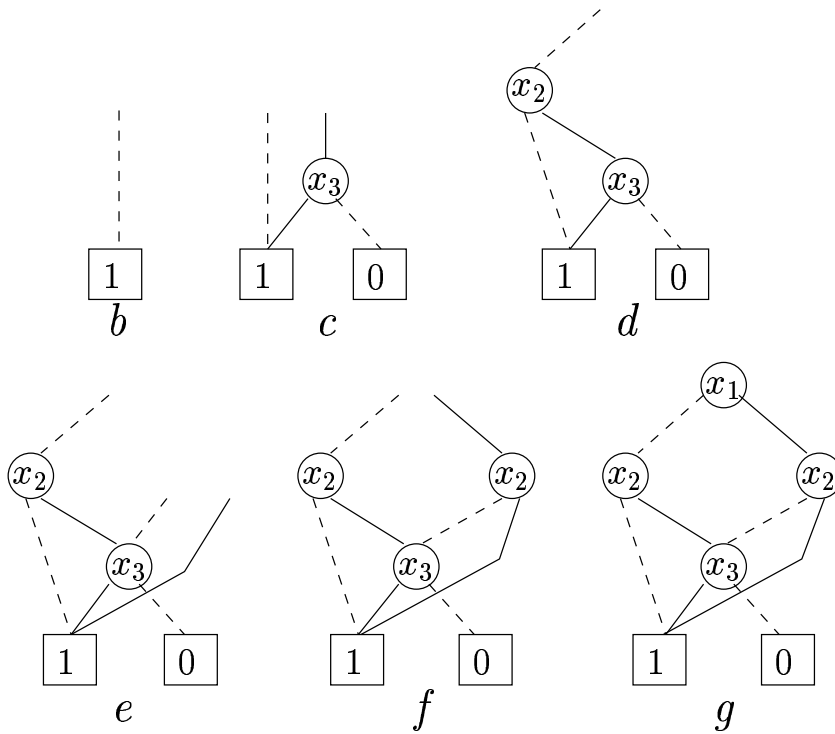 x₂
x₃ x₃
1 1 0 1 0
b c d
x₁
x₂ x₂ x₂ x₂ x₂
x₃ x₃ x₃
1 0 1 0 1 0
e f g